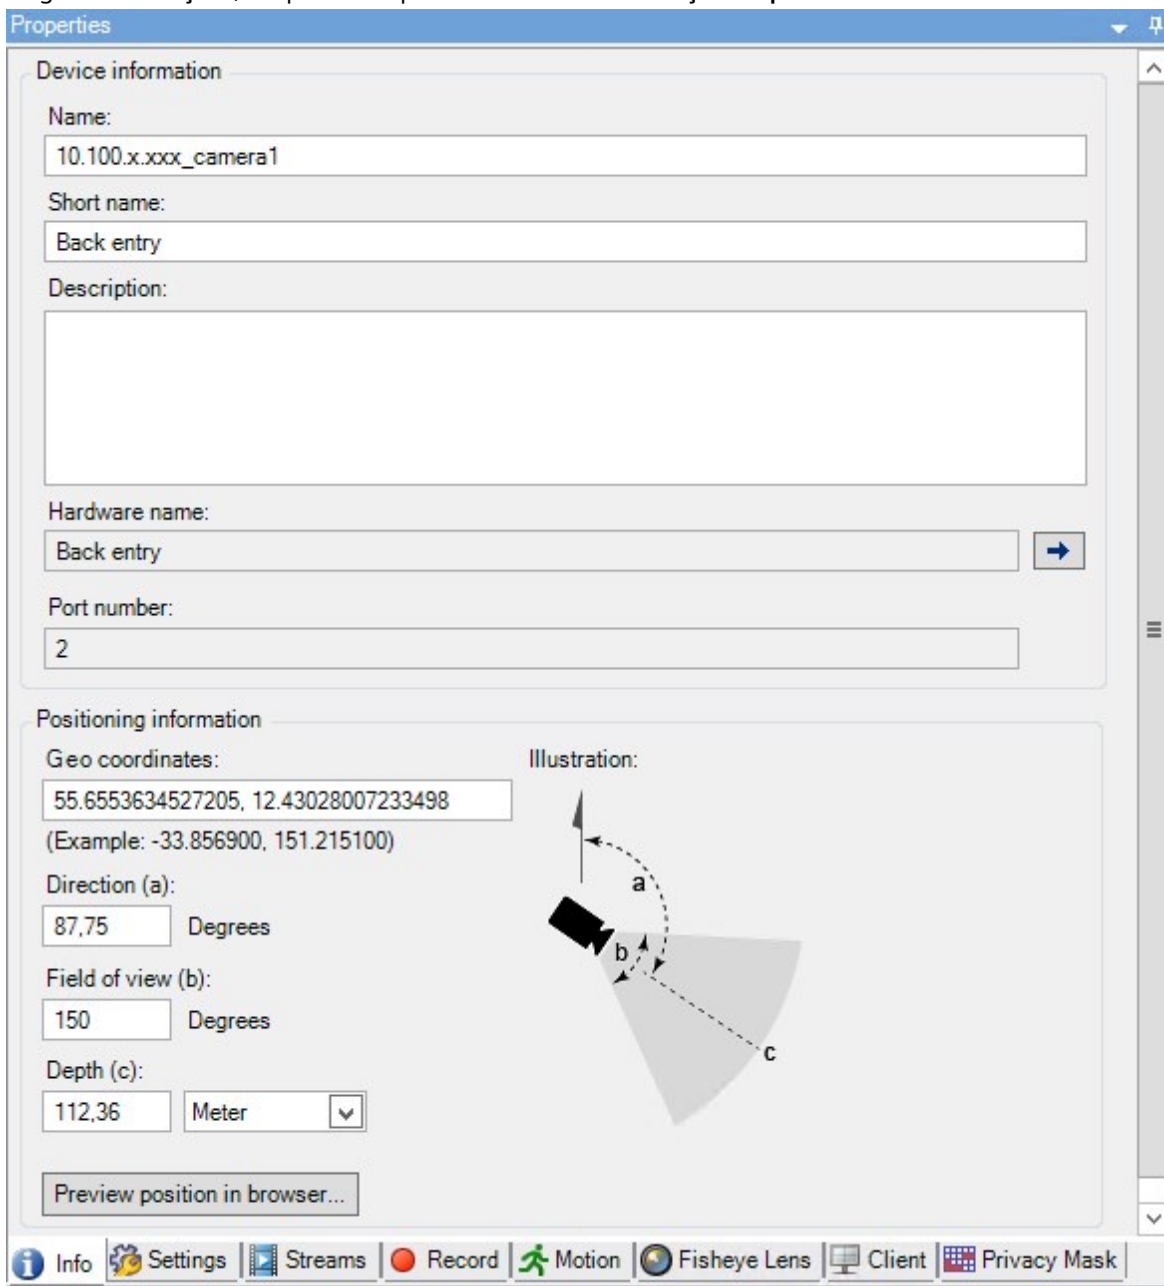 Properties
Device information
Name:
10.100.x.xxx_camera1
Short name:
Back entry
Description:
Hardware name:
Back entry
Port number:
2
Positioning information
Geo coordinates:
Illustration:
55.6553634527205, 12.43028007233498
(Example: -33.856900, 151.215100)
Direction (a):
87,75 Degrees
Field of view (b):
150 Degrees
Depth (c):
112,36 Meter
a
b
c
Preview position in browser...
Info Settings Streams Record Motion Fisheye Lens Client Privacy Mask